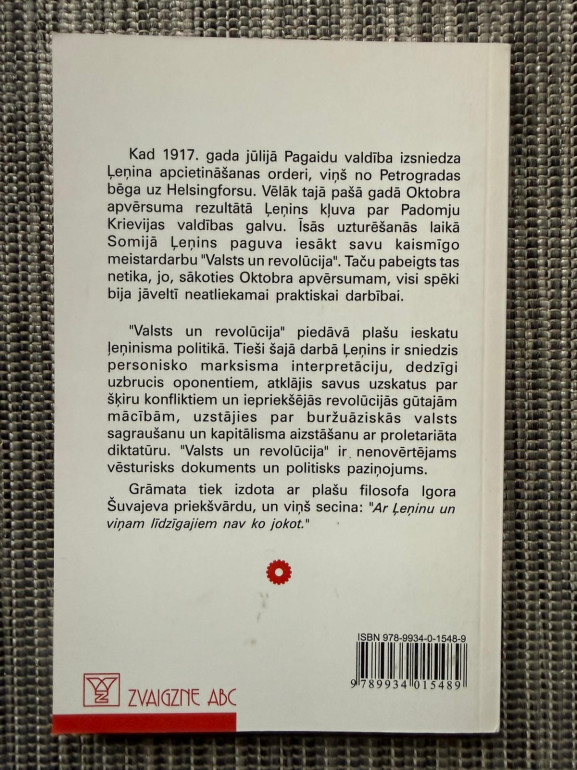 Kad 1917. gada jūlijā Pagaidu valdība izsniedza
Ļeņina apcietināšanas orderi, viņš no Petrogradas
bēga uz Helsingforsu. Vēlāk tajā pašā gadā Oktobra
apvērsuma rezultātā Ļeņins kļuva par Padomju
Krievijas valdības galvu. Īsās uzturēšanās laikā
Somijā Ļeņins paguva iesākt savu kaismīgo
meistardarbu "Valsts un revolūcija". Taču pabeigts tas
netika, jo, sākoties Oktobra apvērsumam, visi spēki
bija jāveltī neatliekamai praktiskai darbībai.
"Valsts un revolūcija" piedāvā plašu ieskatu
ļeņinisma politikā. Tieši šajā darbā Ļeņins ir sniedzis
personisko marksisma interpretāciju, dedzīgi
uzbrucis oponentiem, atklājis savus uzskatus par
šķiru konfliktiem un iepriekšējās revolūcijās gūtajām
mācībām, uzstājies par buržuāziskās valsts
sagraušanu un kapitālisma aizstāšanu ar proletariāta
diktatūru. "Valsts un revolūcija" ir nenovērtējams
vēsturisks dokuments un politisks paziņojums.
Grāmata tiek izdota ar plašu filosofa Igora
Šuvajeva priekšvārdu, un viņš secina: "Ar Ļeņinu un
viņam līdzīgajiem nav ko jokot."
ISBN 978-9934-0-1548-9
9 789934 015489
ZVAIGZNE ABC